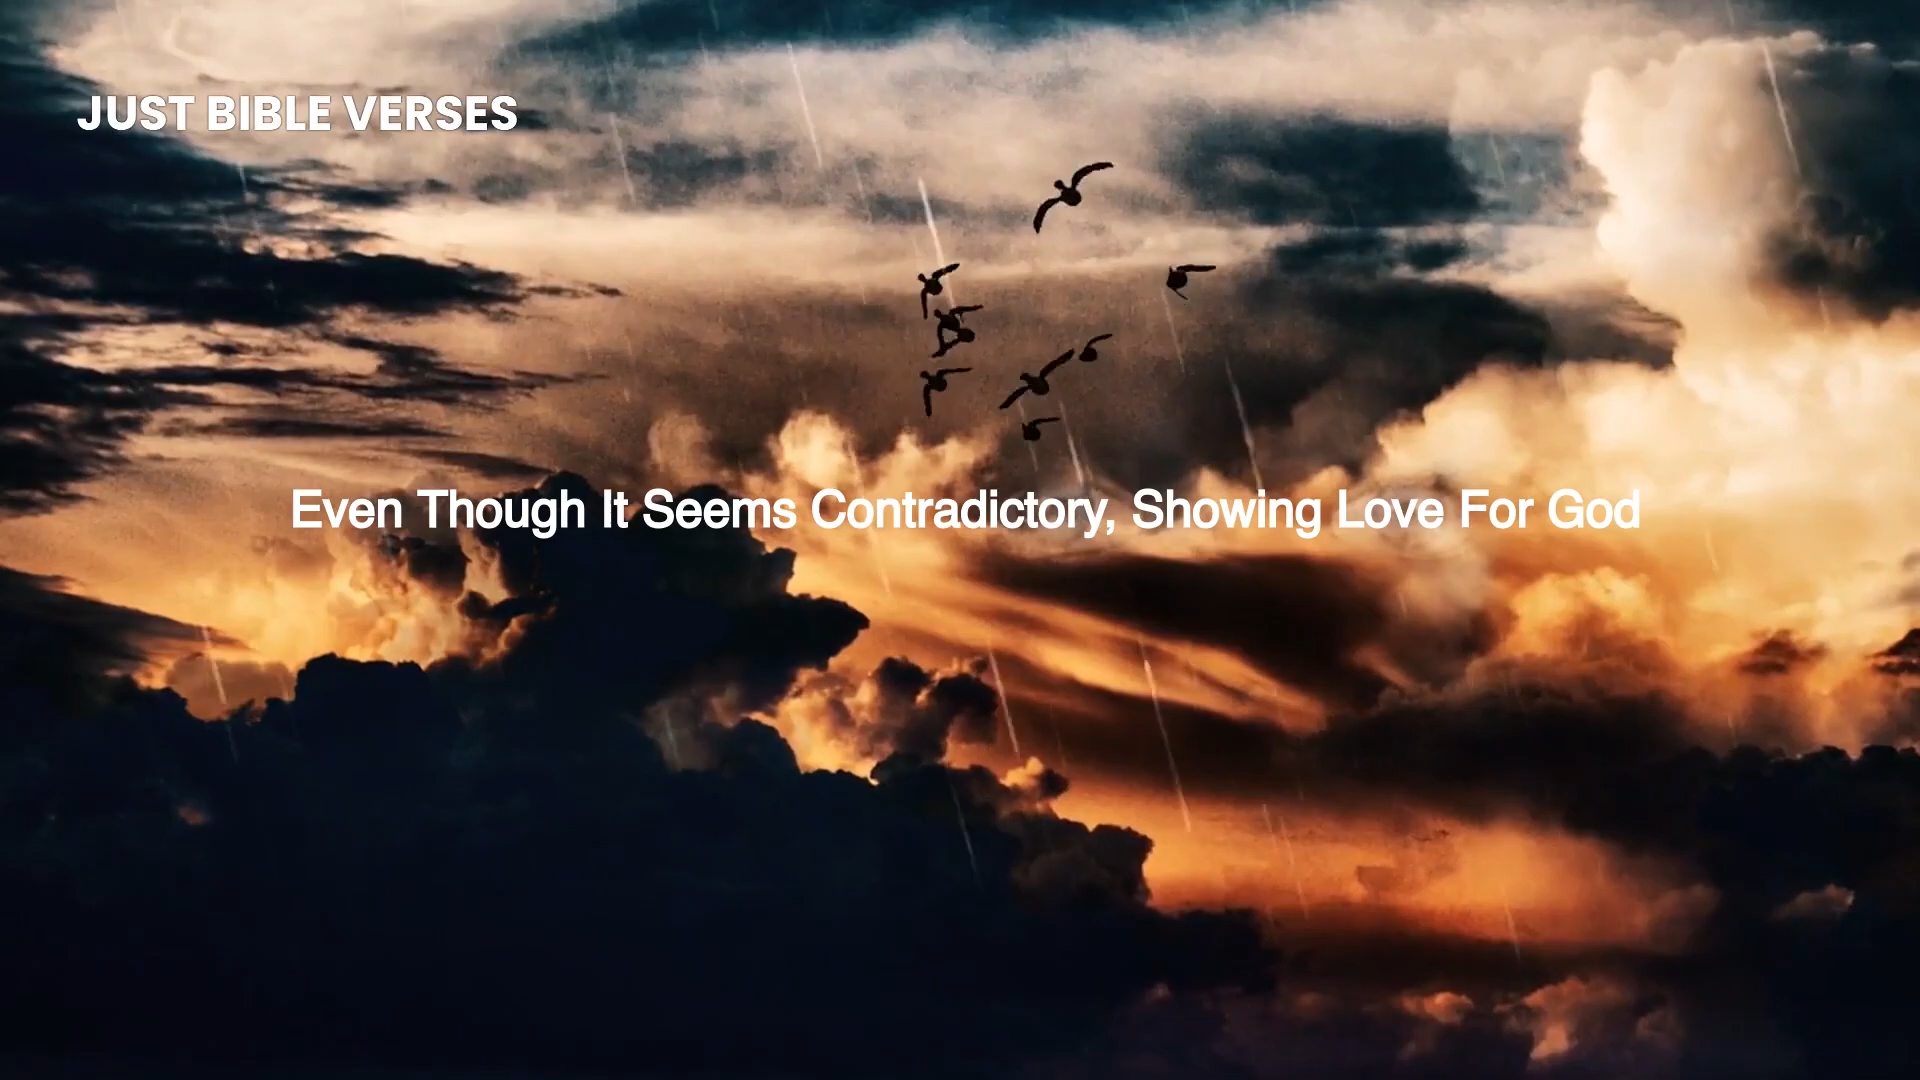 JUST BIBLE VERSES
Even Though It Seems Contradictory, Showing Love For God